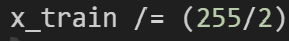 x_train /= (255/2)